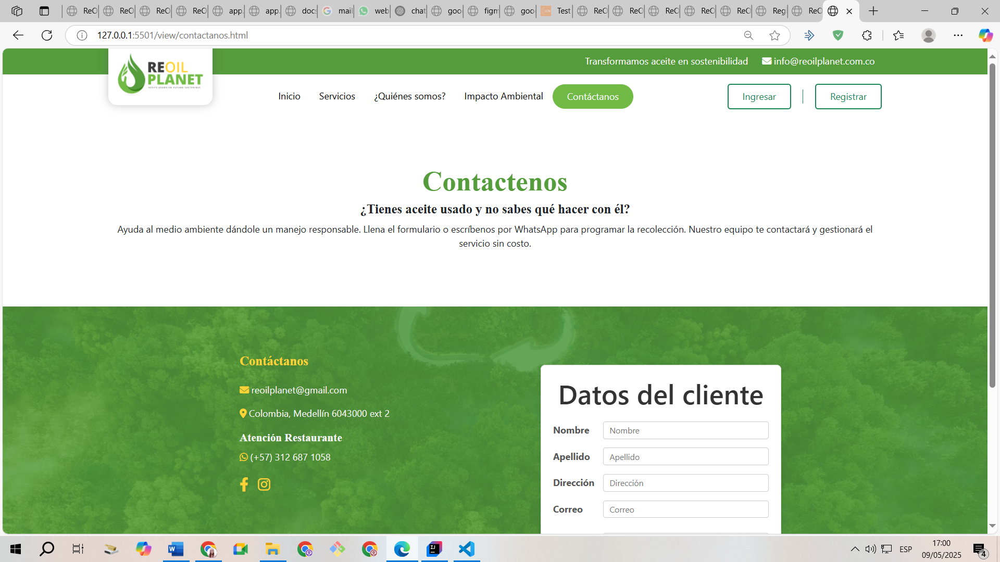 ReO
ReO
ReO
ReO
app.
app.
docs
mail
web
chat
goo
figm
goo
Test
ReO
ReO
ReO
ReO
ReO
Reg
ReO
127.0.0.1:5501/view/contactanos.html
REOIL
PLANET
Transformamos aceite en sostenibilidad
info@reoilplanet.com.co
Inicio
Servicios
¿Quiénes somos?
Impacto Ambiental
Contáctanos
Ingresar
Registrar
Contactenos
¿Tienes aceite usado y no sabes qué hacer con él?
Ayuda al medio ambiente dándole un manejo responsable. Llena el formulario o escríbenos por WhatsApp para programar la recolección. Nuestro equipo te contactará y gestionará el
servicio sin costo.
Contáctanos
reoilplanet@gmail.com
Colombia, Medellín 6043000 ext 2
Atención Restaurante
(+57) 312 687 1058
Datos del cliente
Nombre
Nombre
Apellido
Apellido
Dirección
Dirección
Correo
Correo
ESP
17:00
09/05/2025
4